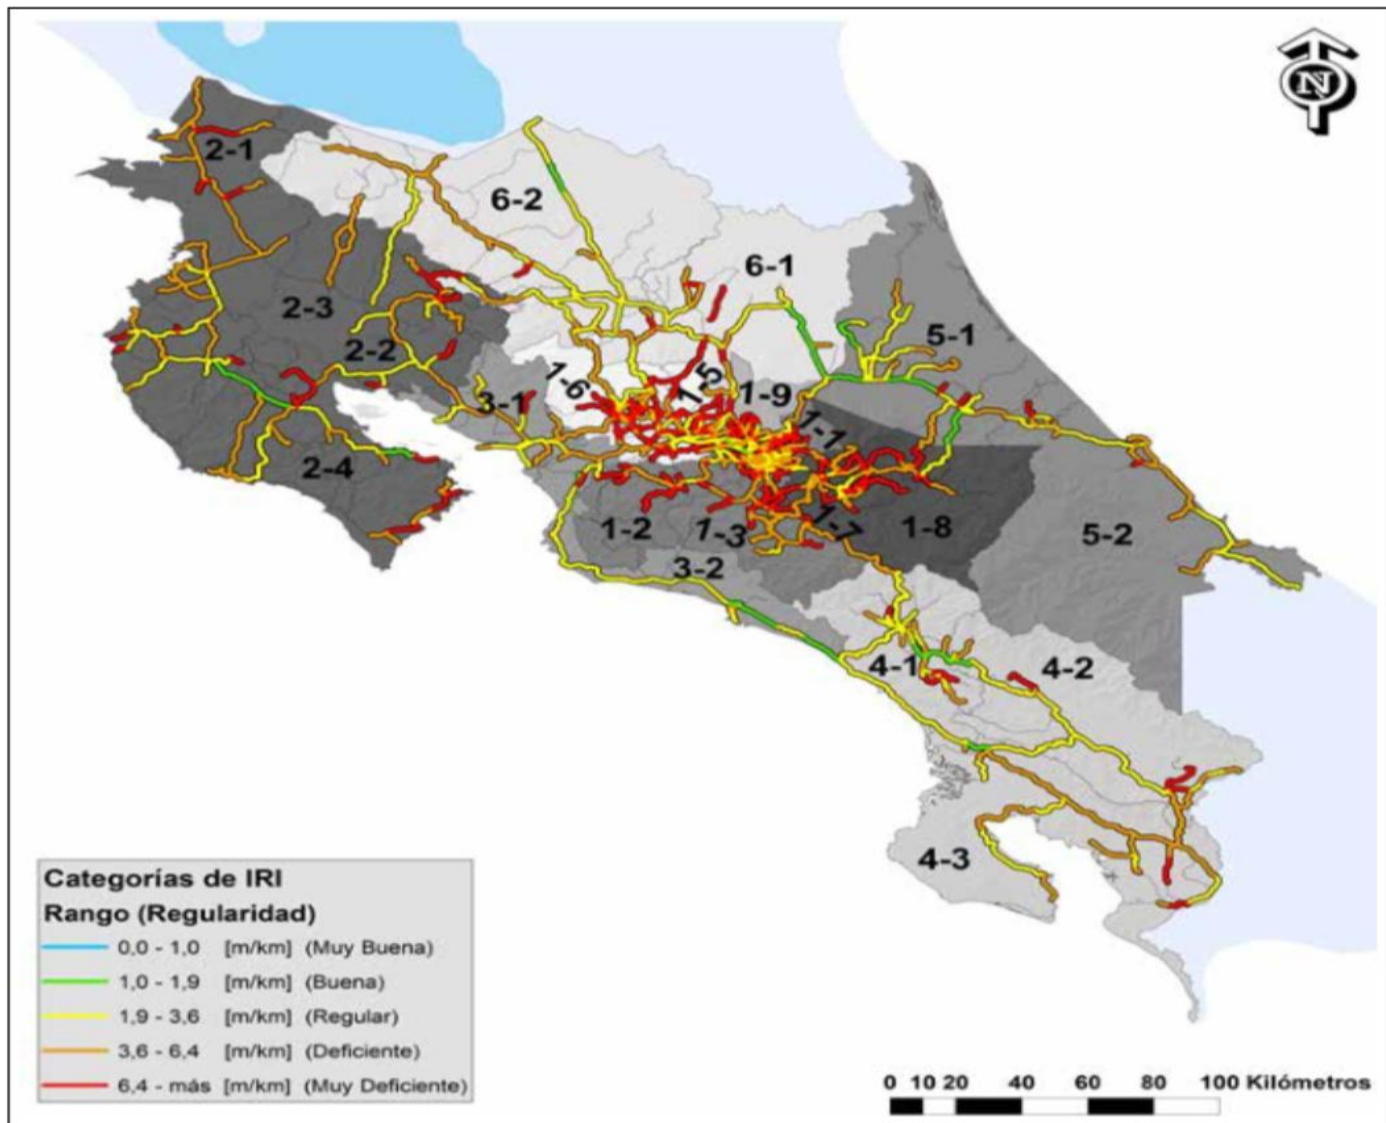 N
2-1
6-2
6-1
2-3
5-1
2-2
1-6
1-5
1-9
3-1
1-1
2-4
1-2
1-3
1-7
1-8
5-2
3-2
4-1
4-2
4-3
Categorías de IRI
Rango (Regularidad)
0,0 - 1,0 [m/km] (Muy Buena)
1,0 - 1,9 [m/km] (Buena)
1,9 - 3,6 [m/km] (Regular)
3,6 - 6,4 [m/km] (Deficiente)
6,4 - más [m/km] (Muy Deficiente)
0 10 20 40 60 80 100 Kilómetros